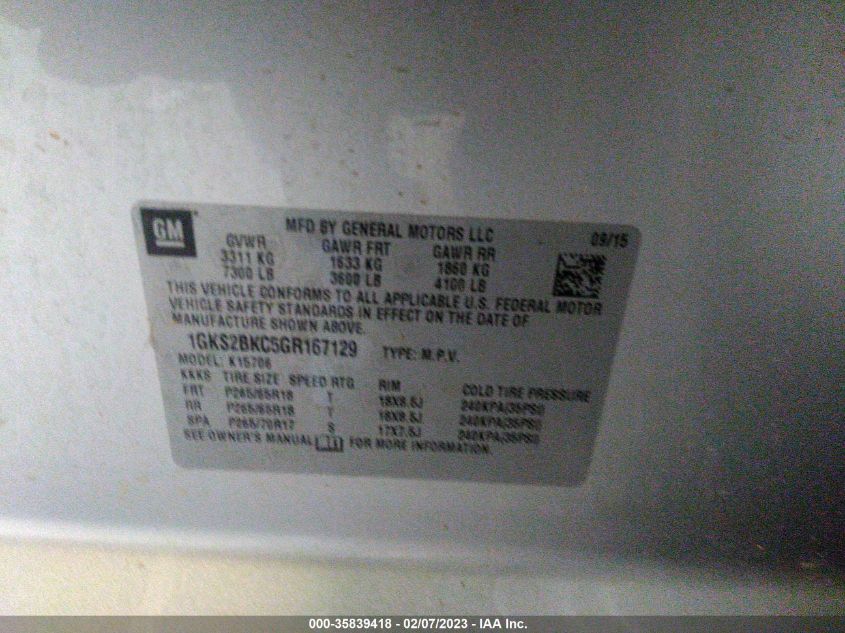 GM
MFD BY GENERAL MOTORS LLC
09/15
GVWR GAWR FRT GAWR RR
3311 KG 1633 KG 1860 KG
7300 LB 3600 LB 4100 LB
THIS VEHICLE CONFORMS TO ALL APPLICABLE U.S. FEDERAL MOTOR
VEHICLE SAFETY STANDARDS IN EFFECT ON THE DATE OF
MANUFACTURE SHOWN ABOVE.
1GKS2BKC5GR167129 TYPE: M.P.V.
MODEL: K15706
KKKS TIRE SIZE SPEED RTG RIM COLD TIRE PRESSURE
FRT P265/65R18 T 18X8.5J 240KPA(35PSI)
RR P265/65R18 T 18X8.5J 240KPA(35PSI)
SPA P265/70R17 S 17X7.5J 240KPA(35PSI)
SEE OWNER'S MANUAL FOR MORE INFORMATION.
000-35839418 - 02/07/2023 - IAA Inc.